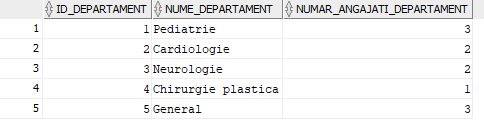 ID_DEPARTAMENT NUME_DEPARTAMENT NUMAR_ANGAJATI_DEPARTAMENT
1 1 Pediatrie 3
2 2 Cardiologie 2
3 3 Neurologie 2
4 4 Chirurgie plastica 1
5 5 General 3